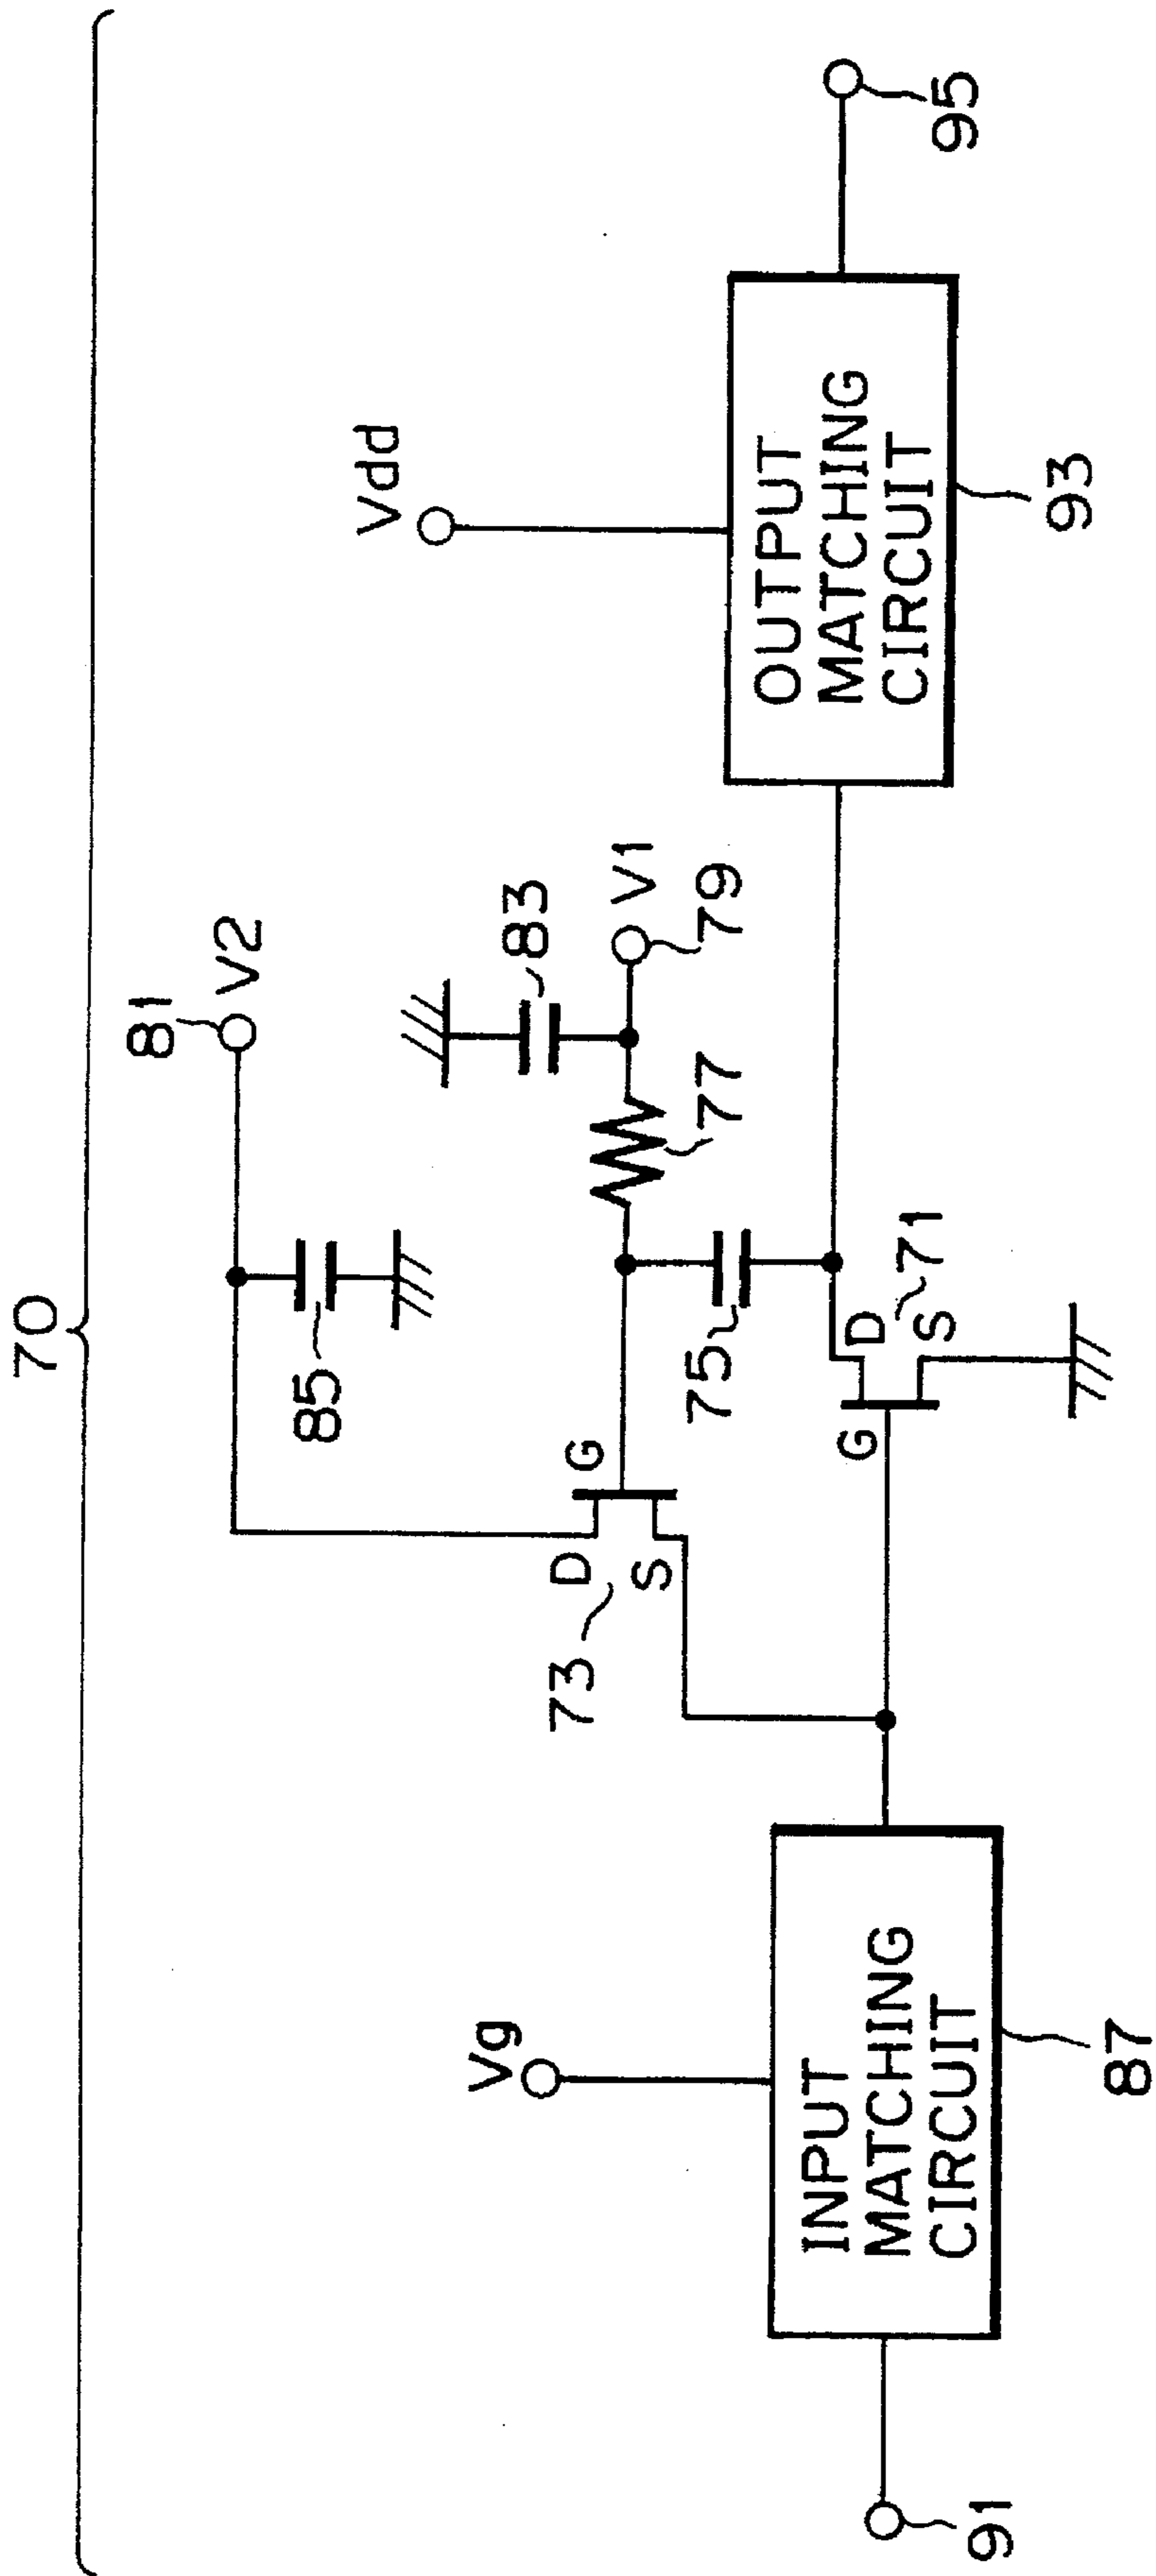 70
81
V2
85
83
V1
79
77
75
D
G
S
73
D
71
S
G
Vg
INPUT
MATCHING
CIRCUIT
87
91
Vdd
OUTPUT
MATCHING
CIRCUIT
93
95